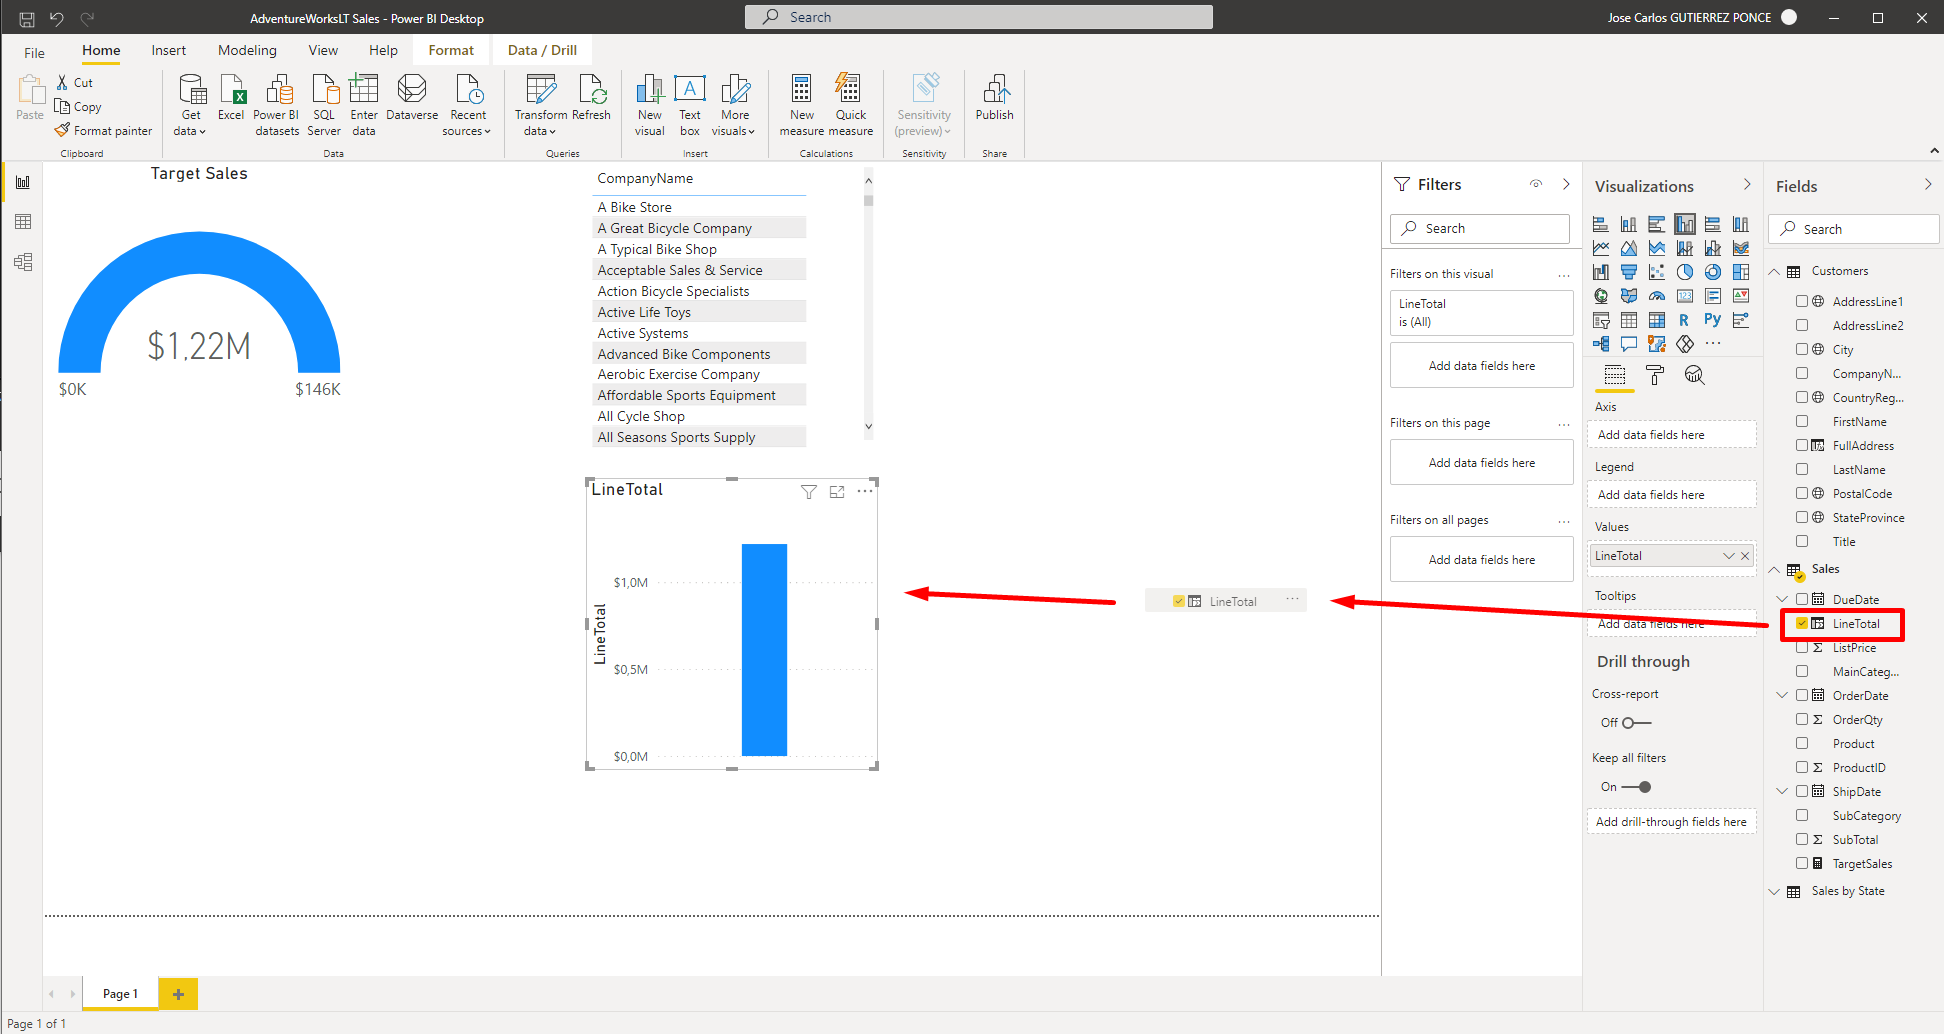 AdventureWorksLT Sales - Power BI Desktop
Search
Jose Carlos GUTIERREZ PONCE
File
Home
Insert
Modeling
View
Help
Format
Data / Drill
Paste
Cut
Copy
Format painter
Clipboard
Get data
Excel
Power BI datasets
SQL Server
Enter data
Dataverse
Recent sources
Data
Transform data
Refresh
Queries
New visual
A
Text box
More visuals
Insert
New measure
Quick measure
Calculations
Sensitivity (preview)
Sensitivity
Publish
Share
Target Sales
$1,22M
$0K
$146K
CompanyName
A Bike Store
A Great Bicycle Company
A Typical Bike Shop
Acceptable Sales & Service
Action Bicycle Specialists
Active Life Toys
Active Systems
Advanced Bike Components
Aerobic Exercise Company
Affordable Sports Equipment
All Cycle Shop
All Seasons Sports Supply
LineTotal
LineTotal
$1,0M
$0,5M
$0,0M
LineTotal
Filters
Search
Filters on this visual
LineTotal
is (All)
Add data fields here
Filters on this page
Add data fields here
Filters on all pages
Add data fields here
Visualizations
123
R
Py
Axis
Add data fields here
Legend
Add data fields here
Values
LineTotal
Tooltips
Add data fields here
Drill through
Cross-report
Off
Keep all filters
On
Add drill-through fields here
Fields
Search
Customers
AddressLine1
AddressLine2
City
CompanyN...
CountryReg...
FirstName
FullAddress
LastName
PostalCode
StateProvince
Title
Sales
DueDate
LineTotal
ListPrice
MainCateg...
OrderDate
OrderQty
Product
ProductID
ShipDate
SubCategory
SubTotal
TargetSales
Sales by State
Page 1
Page 1 of 1